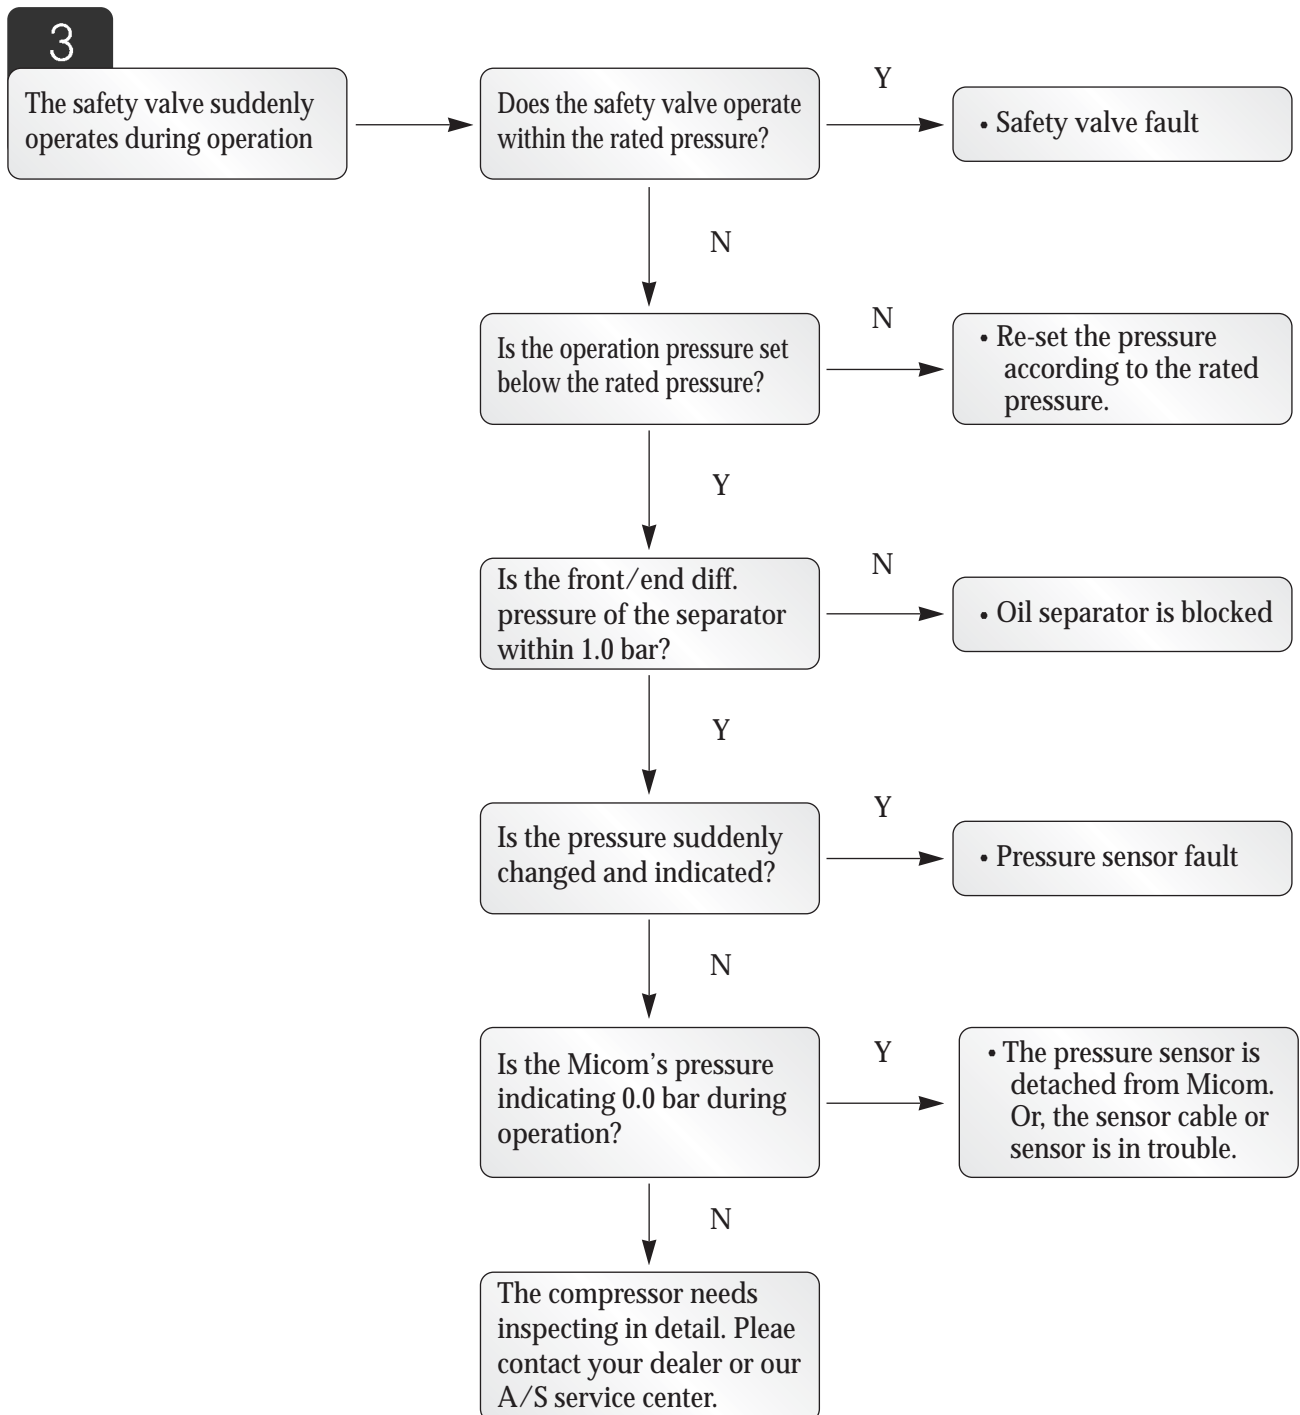 3
The safety valve suddenly
operates during operation
Does the safety valve operate
within the rated pressure?
Y
• Safety valve fault
N
Is the operation pressure set
below the rated pressure?
N
• Re-set the pressure
according to the rated
pressure.
Y
Is the front/end diff.
pressure of the separator
within 1.0 bar?
N
• Oil separator is blocked
Y
Is the pressure suddenly
changed and indicated?
Y
• Pressure sensor fault
N
Is the Micom’s pressure
indicating 0.0 bar during
operation?
Y
• The pressure sensor is
detached from Micom.
Or, the sensor cable or
sensor is in trouble.
N
The compressor needs
inspecting in detail. Pleae
contact your dealer or our
A/S service center.